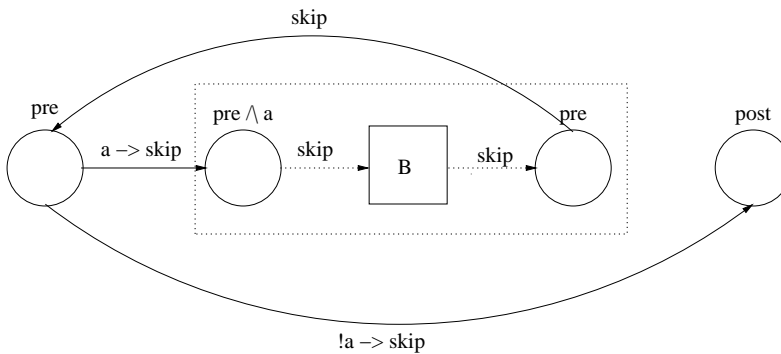 skip
pre
pre /\ a
pre
post
a –> skip
skip
B
skip
!a –> skip